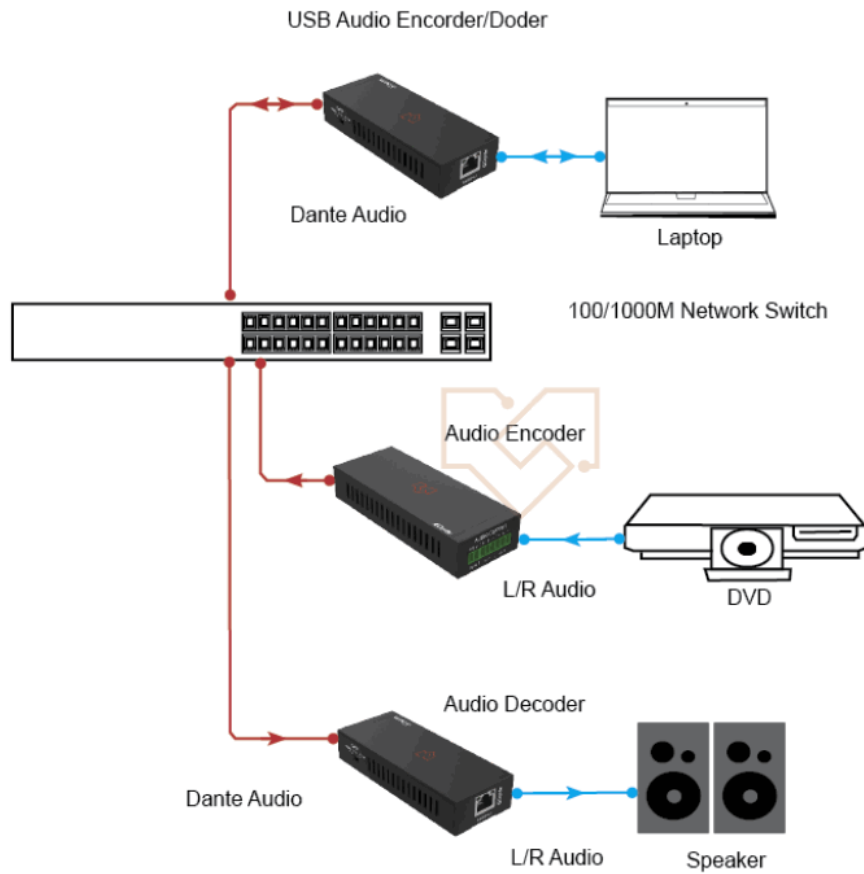 USB Audio Encorder/Doder
Dante Audio
Laptop
100/1000M Network Switch
Audio Encoder
L/R Audio
DVD
Audio Decoder
Dante Audio
L/R Audio
Speaker